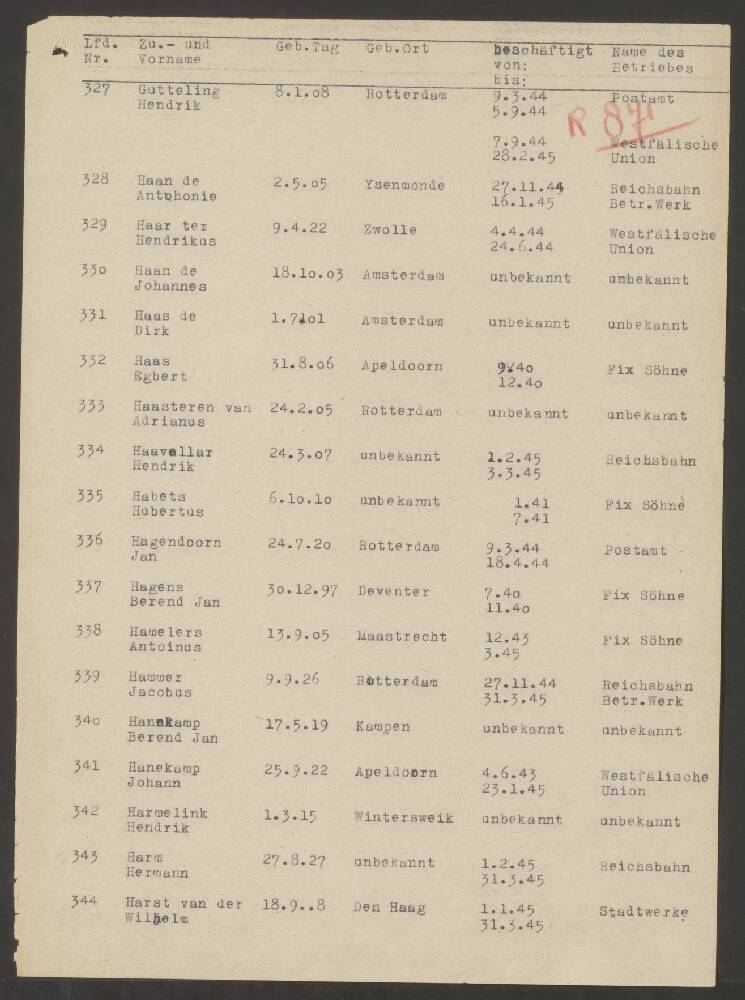 Lfd. Zu.- und Geb.Tag Geb.Ort beschäftigt Name des
Nr. Vorname von: Betriebes
bis:
327 Gutteling 8.1.08 Rotterdam 9.3.44 Postamt
Hendrik 5.9.44
R 87
7.9.44 Westfälische
28.2.45 Union
328 Haan de 2.5.05 Ysenmonde 27.11.44 Reichsbahn
Antohonie 16.1.45 Betr.Werk
329 Haar ter 9.4.22 Zwolle 4.4.44 Westfälische
Hendrikus 24.6.44 Union
330 Haan de 18.10.03 Amsterdam unbekannt umbekannt
Johannes
331 Haas de 1.7101 Amsterdam unbekannt unbekannt
Dirk
332 Haas 31.8.06 Apeldoorn 9.40 Fix Söhne
Egbert 12.40
333 Haasteren van 24.2.05 Rotterdam unbekannt unbekannt
Adrianus
334 Haavellar 24.3.07 unbekannt 1.2.45 Reichsbahn
Hendrik 3.3.45
335 Habets 6.10.10 unbekannt 1.41 Fix Söhne
Hubertus 7.41
336 Hagendoorn 24.7.20 Rotterdam 9.3.44 Postamt
Jan 18.4.44
337 Hagens 30.12.97 Deventer 7.40 Fix Söhne
Berend Jan 11.40
338 Hamelers 13.9.05 Maastrecht 12.43 Fix Söhne
Antoinus 3.45
339 Hammer 9.9.26 Rotterdam 27.11.44 Reichsbahn
Jacobus 31.3.45 Betr.Werk
340 Hanekamp 17.5.19 Kampen unbekannt unbekannt
Berend Jan
341 Hanekamp 25.9.22 Apeldoorn 4.6.43 Westfälische
Johann 23.1.45 Union
342 Harmelink 1.3.15 Wintersweik unbekannt unbekannt
Hendrik
343 Harm 27.8.27 unbekannt 1.2.45 Reichsbahn
Hermann 31.3.45
344 Harst van der 18.9..8 Den Haag 1.1.45 Stadtwerke
Wilhelm 31.3.45